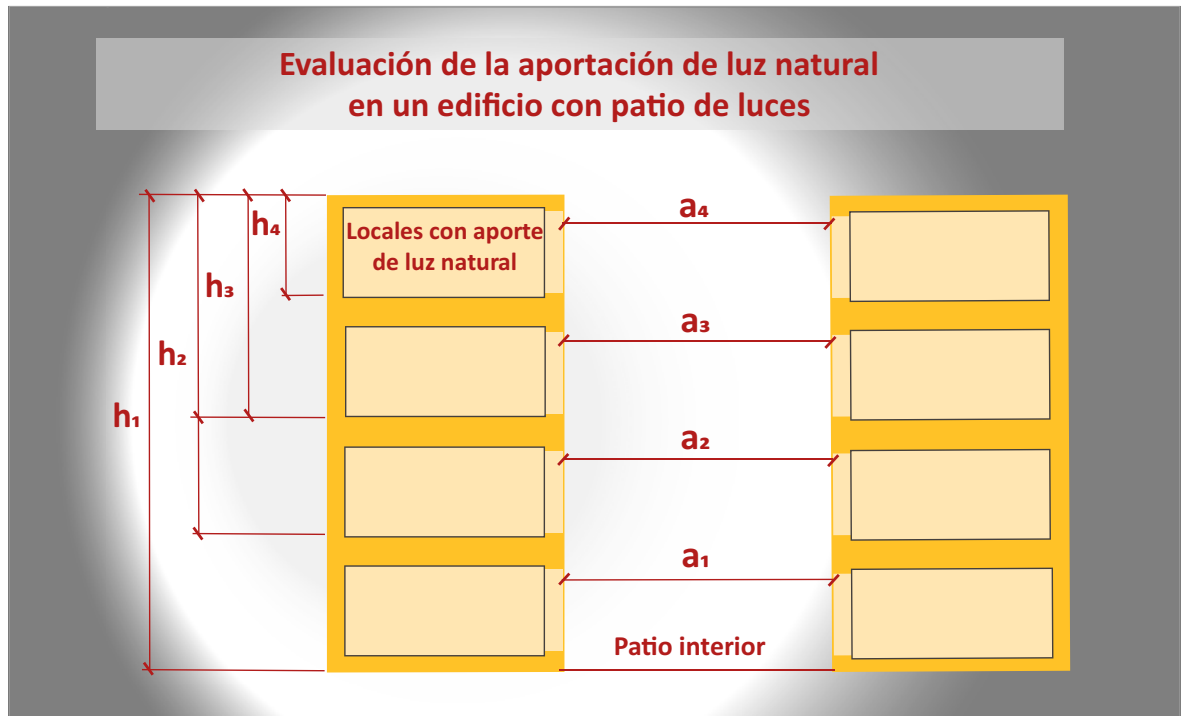 Evaluación de la aportación de luz natural
en un edificio con patio de luces
h₄
Locales con aporte
de luz natural
a₄
h₃
a₃
h₂
h₁
a₂
a₁
Patio interior